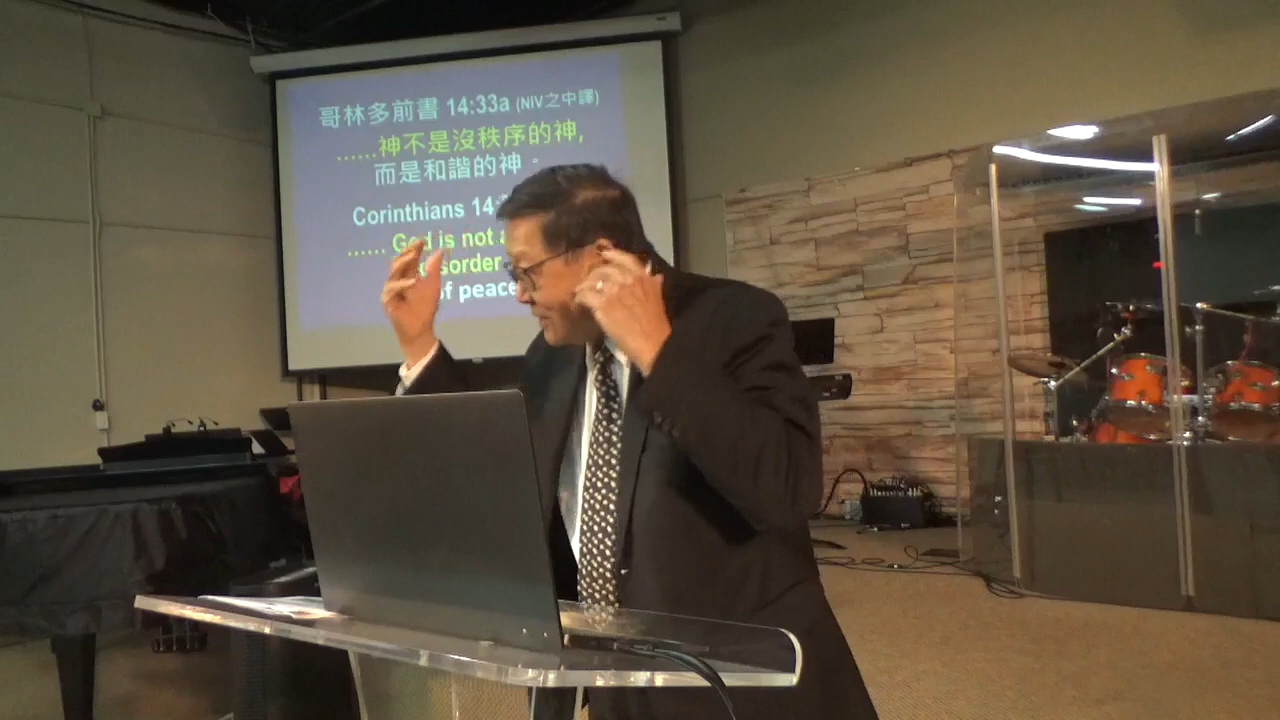 哥林多前書 14:33a (NIV之中譯)
......神不是沒秩序的神,
而是和諧的神。
Corinthians 14:
...... God is not
of peace